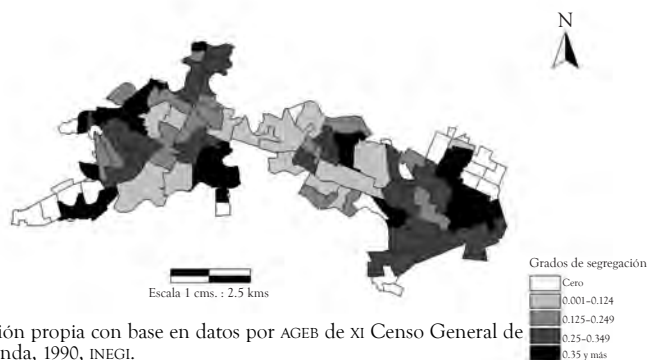 N
Escala 1 cms. : 2.5 kms
Grados de segregación
Cero
0.001-0.124
0.125-0.249
0.25-0.349
0.35 y más
ción propia con base en datos por AGEB de XI Censo General de
nda, 1990, INEGI.